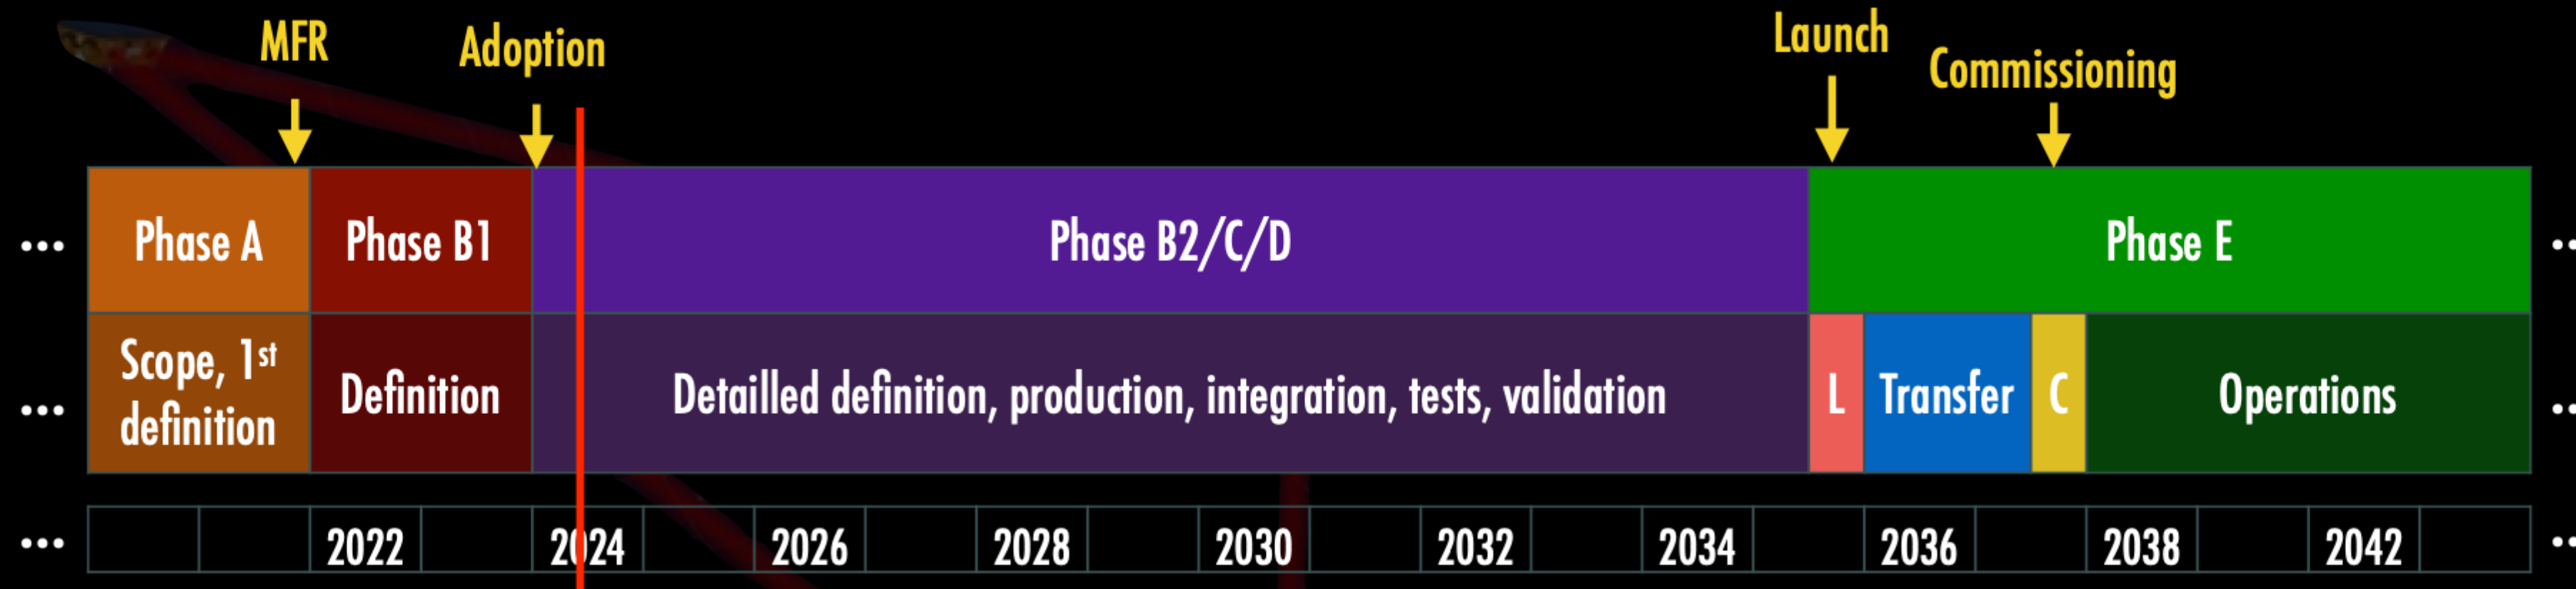 MFR
Adoption
Launch
Commissioning
... Phase A Phase B1 Phase B2/C/D Phase E ..
... Scope, 1st
definition
Definition
Detailled definition, production, integration, tests, validation
L
Transfer
C
Operations
..
... 2022 2024 2026 2028 2030 2032 2034 2036 2038 2042 ..